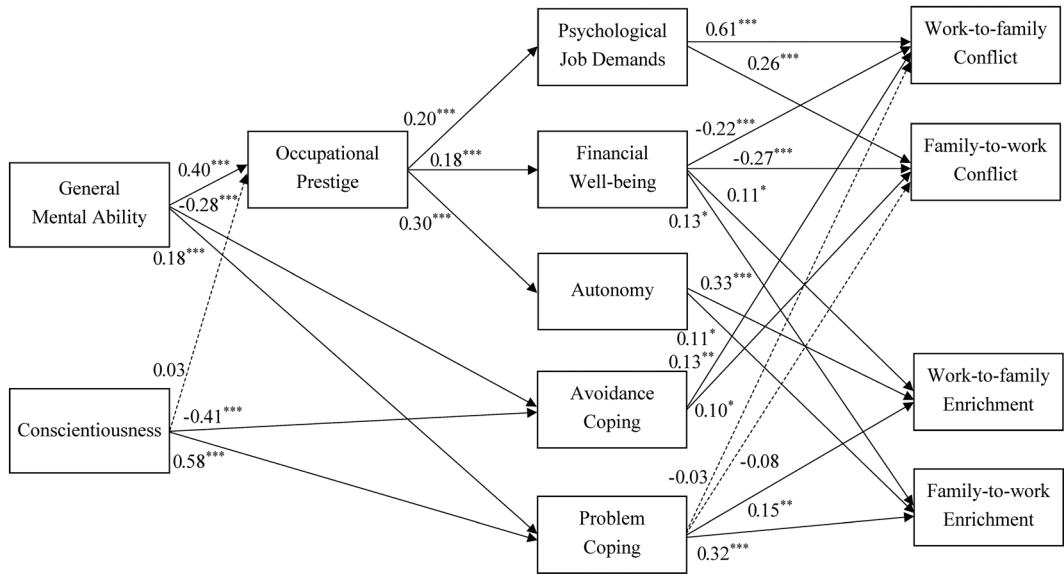 Psychological
Job Demands
0.61***
0.26***
Work-to-family
Conflict
0.20***
Occupational
Prestige
0.18***
0.30***
Financial
Well-being
-0.22***
-0.27***
0.11*
0.13*
Family-to-work
Conflict
General
Mental Ability
0.40***
-0.28***
0.18***
Autonomy
0.33***
0.11*
0.03
Conscientiousness
-0.41***
0.58***
Avoidance
Coping
0.13**
0.10*
Work-to-family
Enrichment
Problem
Coping
-0.03
-0.08
0.15**
0.32***
Family-to-work
Enrichment